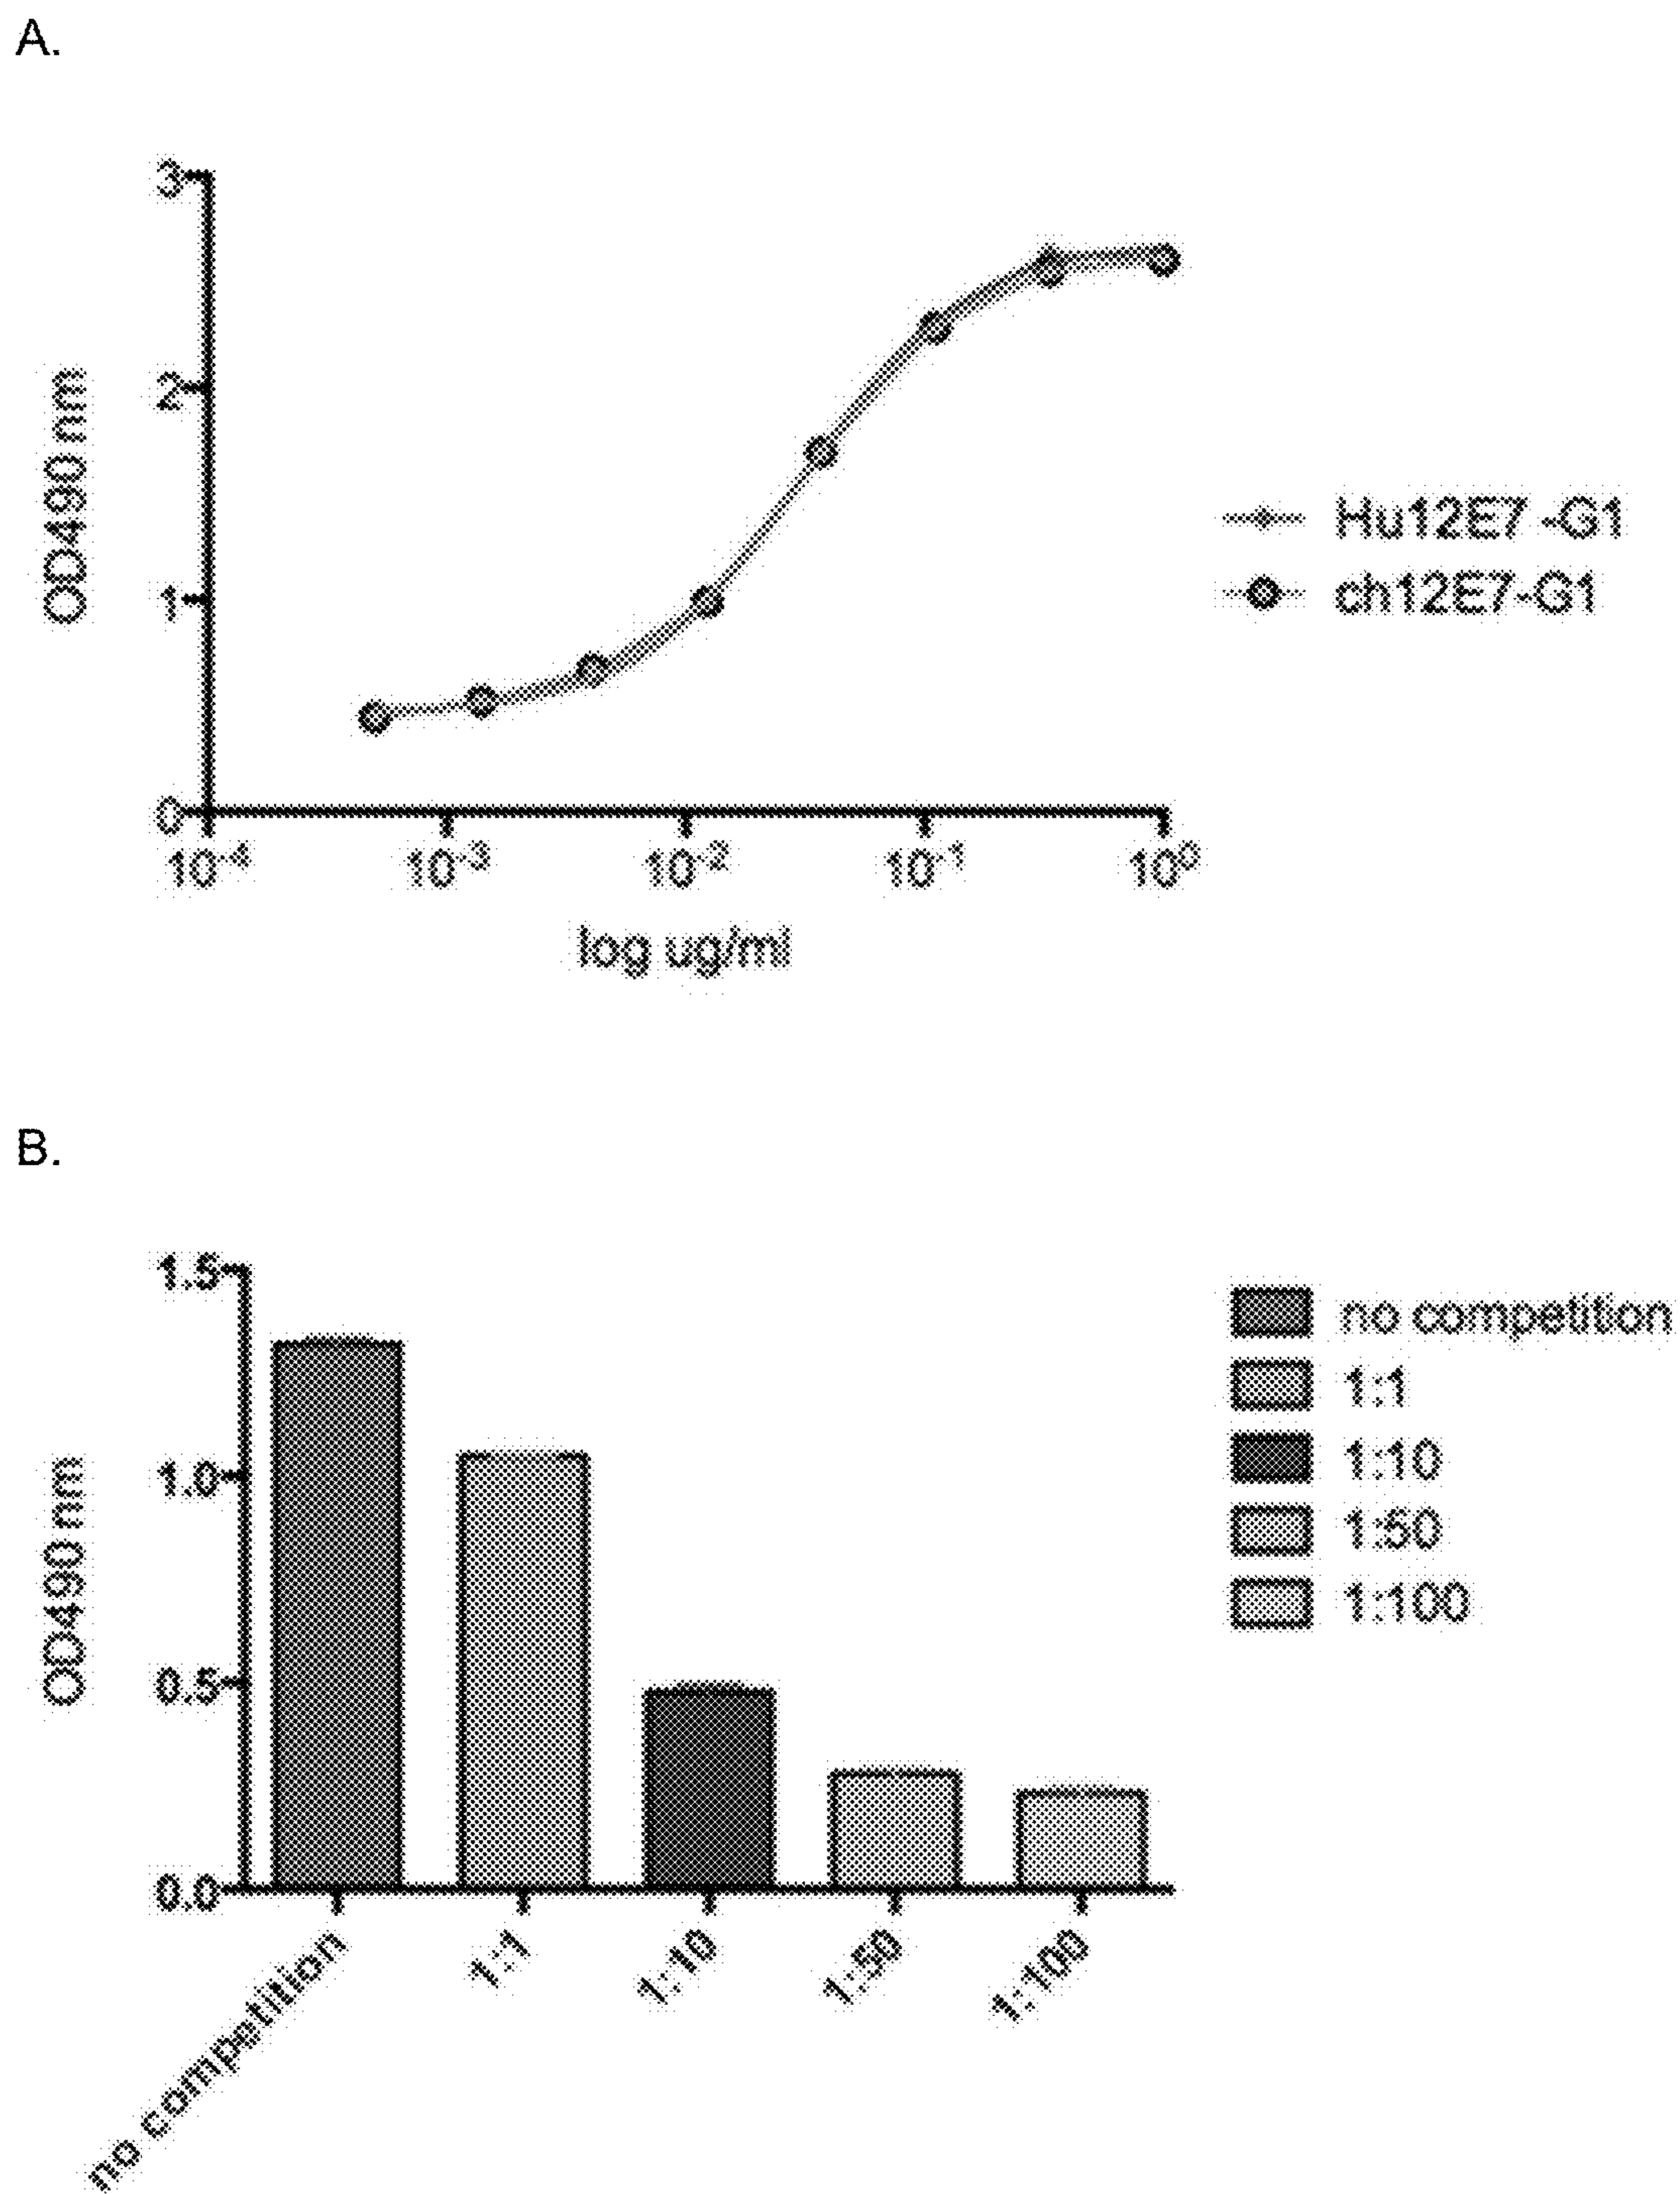 A.
3
2
1
0
OD490 nm
10-4 10-3 10-2 10-1 100
log ug/ml
Hu12E7 -G1
ch12E7-G1
B.
1.5
1.0
0.5
0.0
OD490 nm
no competition 1:1 1:10 1:50 1:100
no competition
1:1
1:10
1:50
1:100